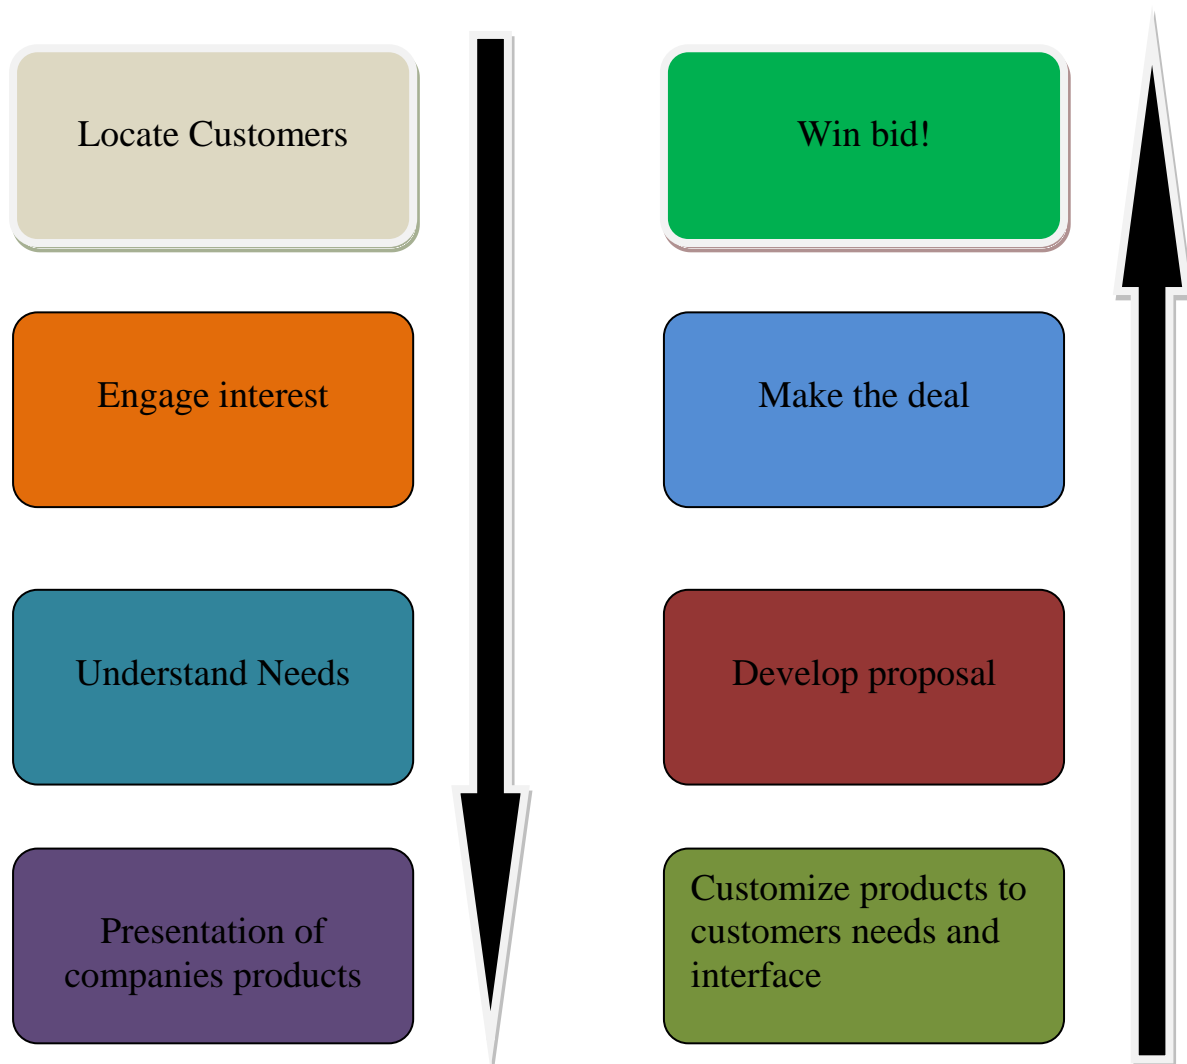 Locate Customers
Engage interest
Understand Needs
Presentation of
companies products
Win bid!
Make the deal
Develop proposal
Customize products to
customers needs and
interface